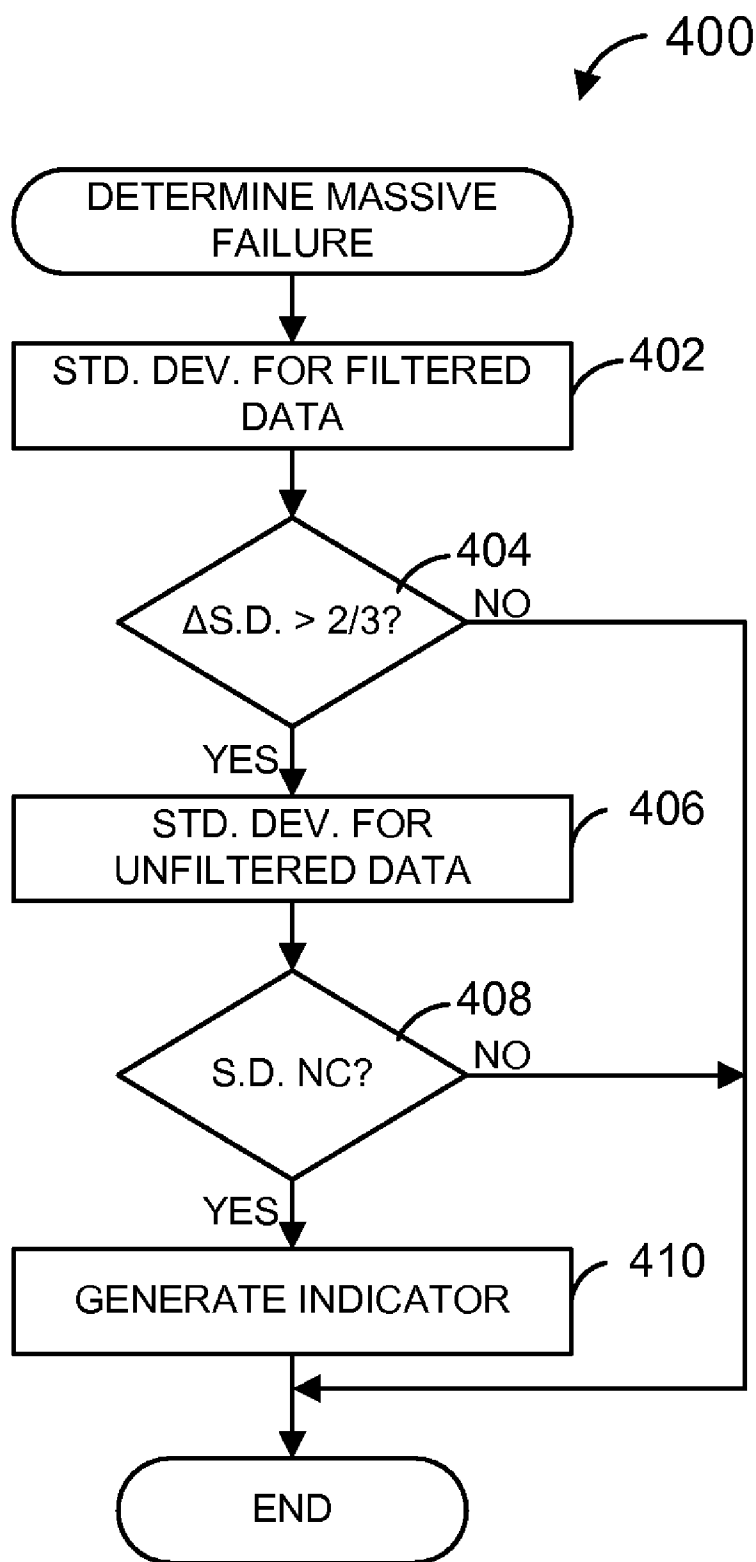 400
DETERMINE MASSIVE
FAILURE
STD. DEV. FOR FILTERED
DATA
402
404
ΔS.D. > 2/3?
NO
YES
STD. DEV. FOR
UNFILTERED DATA
406
408
S.D. NC?
NO
YES
GENERATE INDICATOR
410
END